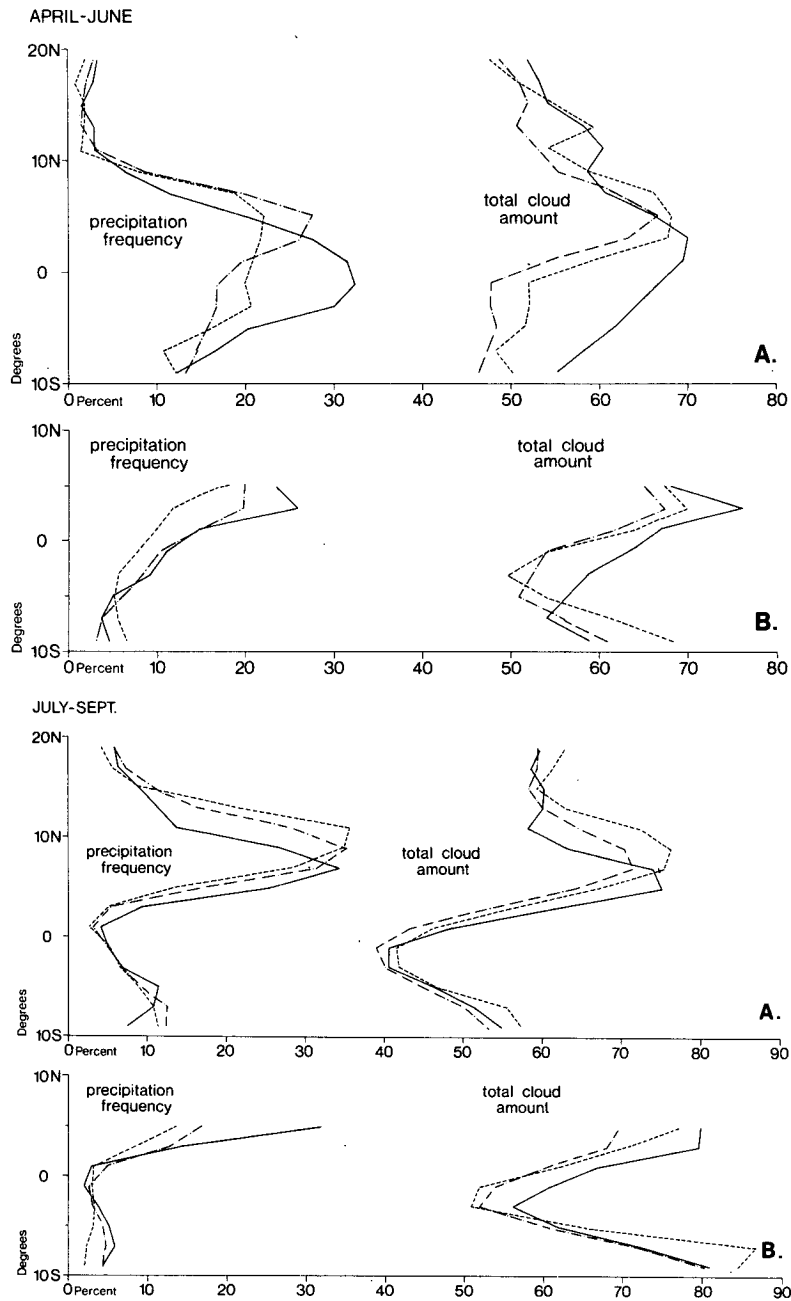 APRIL-JUNE
20N
10N
0
10S
Degrees
precipitation
frequency
total cloud
amount
A.
0 Percent 10 20 30 40 50 60 70 80
10N
0
10S
Degrees
precipitation
frequency
total cloud
amount
B.
0 Percent 10 20 30 40 50 60 70 80
JULY-SEPT.
20N
10N
0
10S
Degrees
precipitation
frequency
total cloud
amount
A.
0 Percent 10 20 30 40 50 60 70 80 90
10N
0
10S
Degrees
precipitation
frequency
total cloud
amount
B.
0 Percent 10 20 30 40 50 60 70 80 90